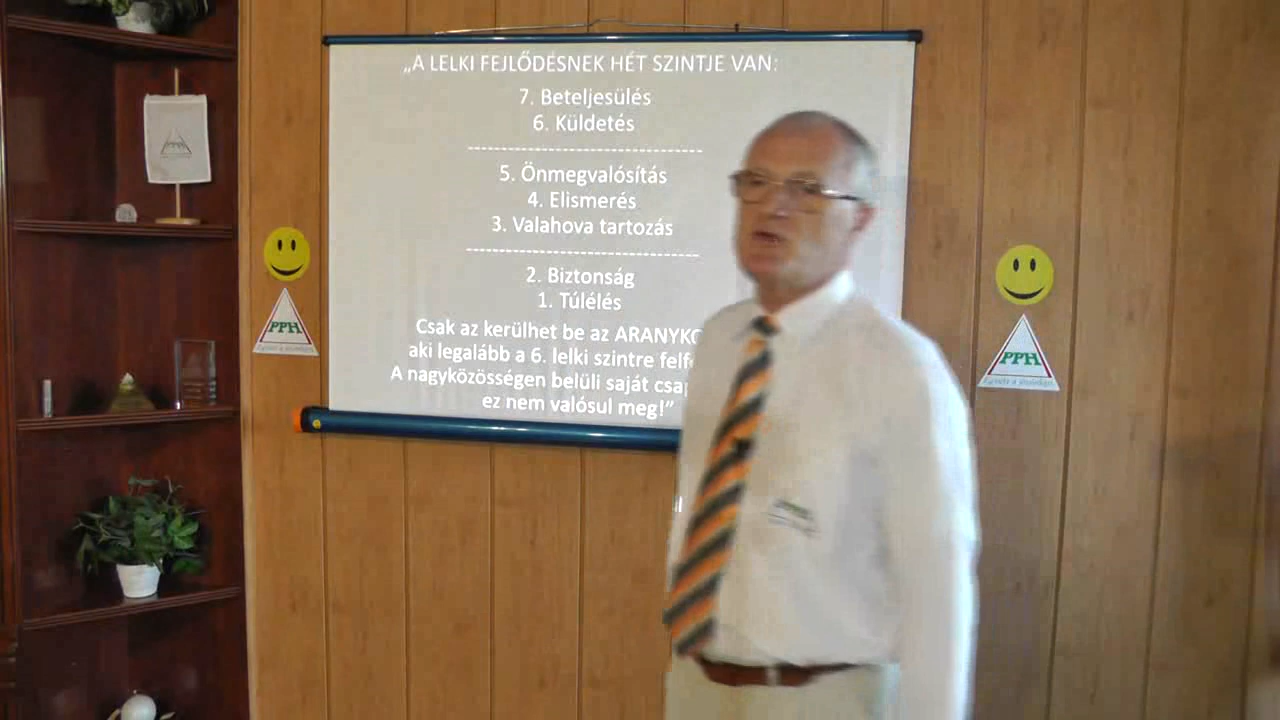 „A LELKI FEJLŐDÉSNEK HÉT SZINTJE VAN:
7. Beteljesülés
6. Küldetés
---------------------------
5. Önmegvalósítás
4. Elismerés
3. Valahova tartozás
---------------------------
2. Biztonság
1. Túlélés
Csak az kerülhet be az
aki legalább a 6. lelki szintre
A nagyközösségen belüli saját
ez nem valósul meg!”
PPH
PPH